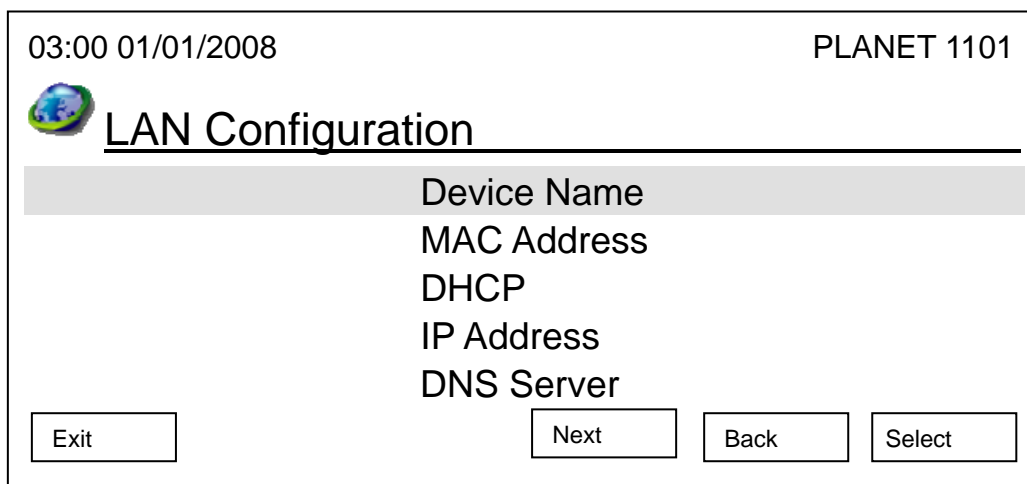 03:00 01/01/2008 PLANET 1101
LAN Configuration
Device Name
MAC Address
DHCP
IP Address
DNS Server
Exit Next Back Select